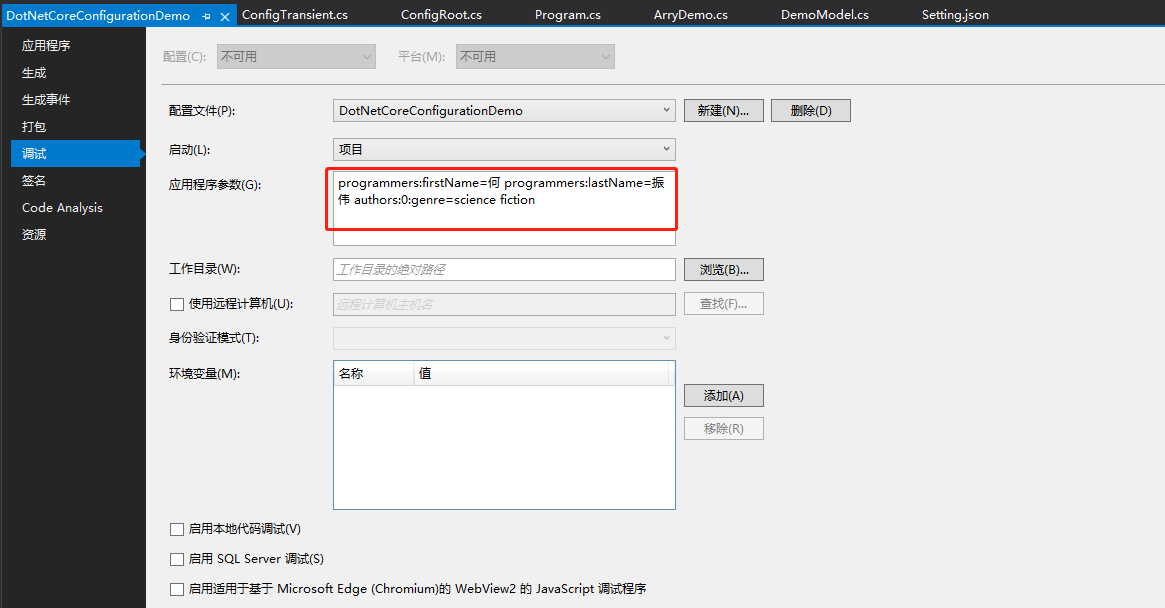 DotNetCoreConfigurationDemo ConfigTransient.cs ConfigRoot.cs Program.cs ArryDemo.cs DemoModel.cs Setting.json
应用程序
生成
生成事件
打包
调试
签名
Code Analysis
资源
配置(C): 不可用 平台(M): 不可用
配置文件(P): DotNetCoreConfigurationDemo 新建(N)... 删除(D)
启动(L): 项目
应用程序参数(G): programmers:firstName=何 programmers:lastName=振
伟 authors:0:genre=science fiction
工作目录(W): 工作目录的绝对路径 浏览(B)...
使用远程计算机(U): 远程计算机主机名 查找(F)...
身份验证模式(T):
环境变量(M): 名称 值
添加(A)
移除(R)
启用本地代码调试(V)
启用 SQL Server 调试(S)
启用适用于基于 Microsoft Edge (Chromium)的 WebView2 的 JavaScript 调试程序